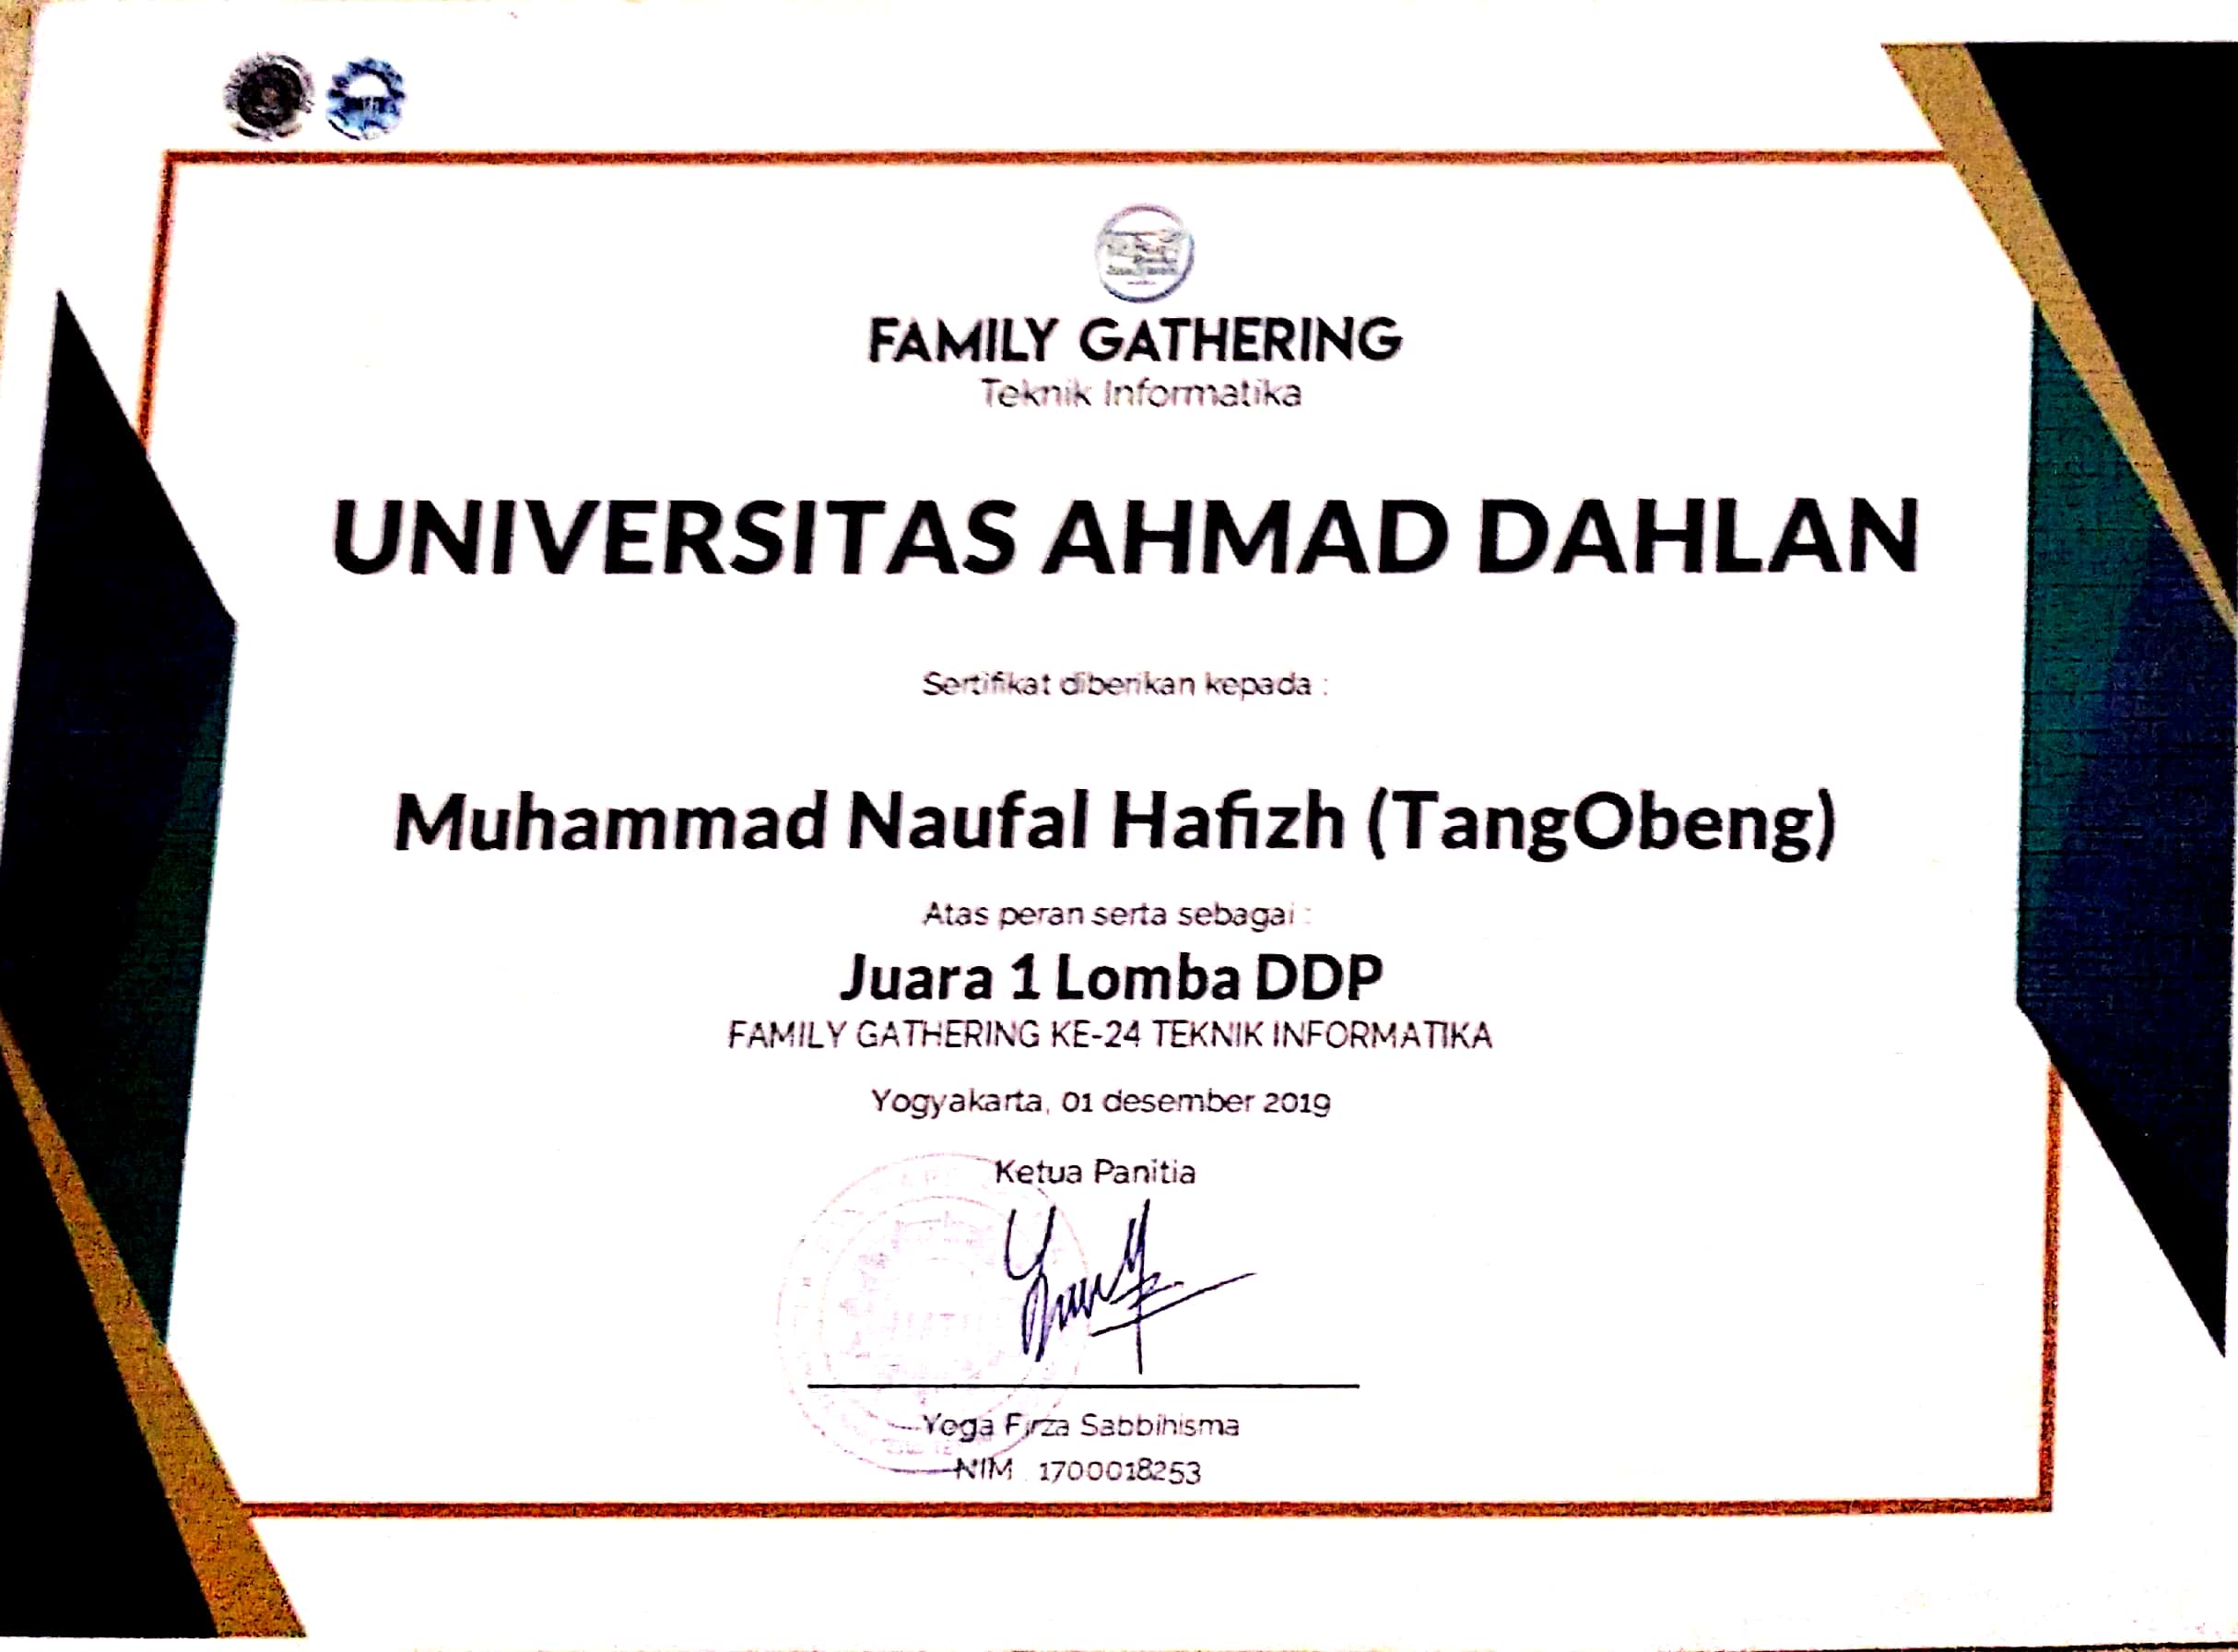 FAMILY GATHERING
Teknik Informatika
UNIVERSITAS AHMAD DAHLAN
Sertifikat diberikan kepada :
Muhammad Naufal Hafizh (TangObeng)
Atas peran serta sebagai :
Juara 1 Lomba DDP
FAMILY GATHERING KE-24 TEKNIK INFORMATIKA
Yogyakarta, 01 desember 2019
Ketua Panitia
Yoga Firza Sabbihisma
NIM . 1700018253